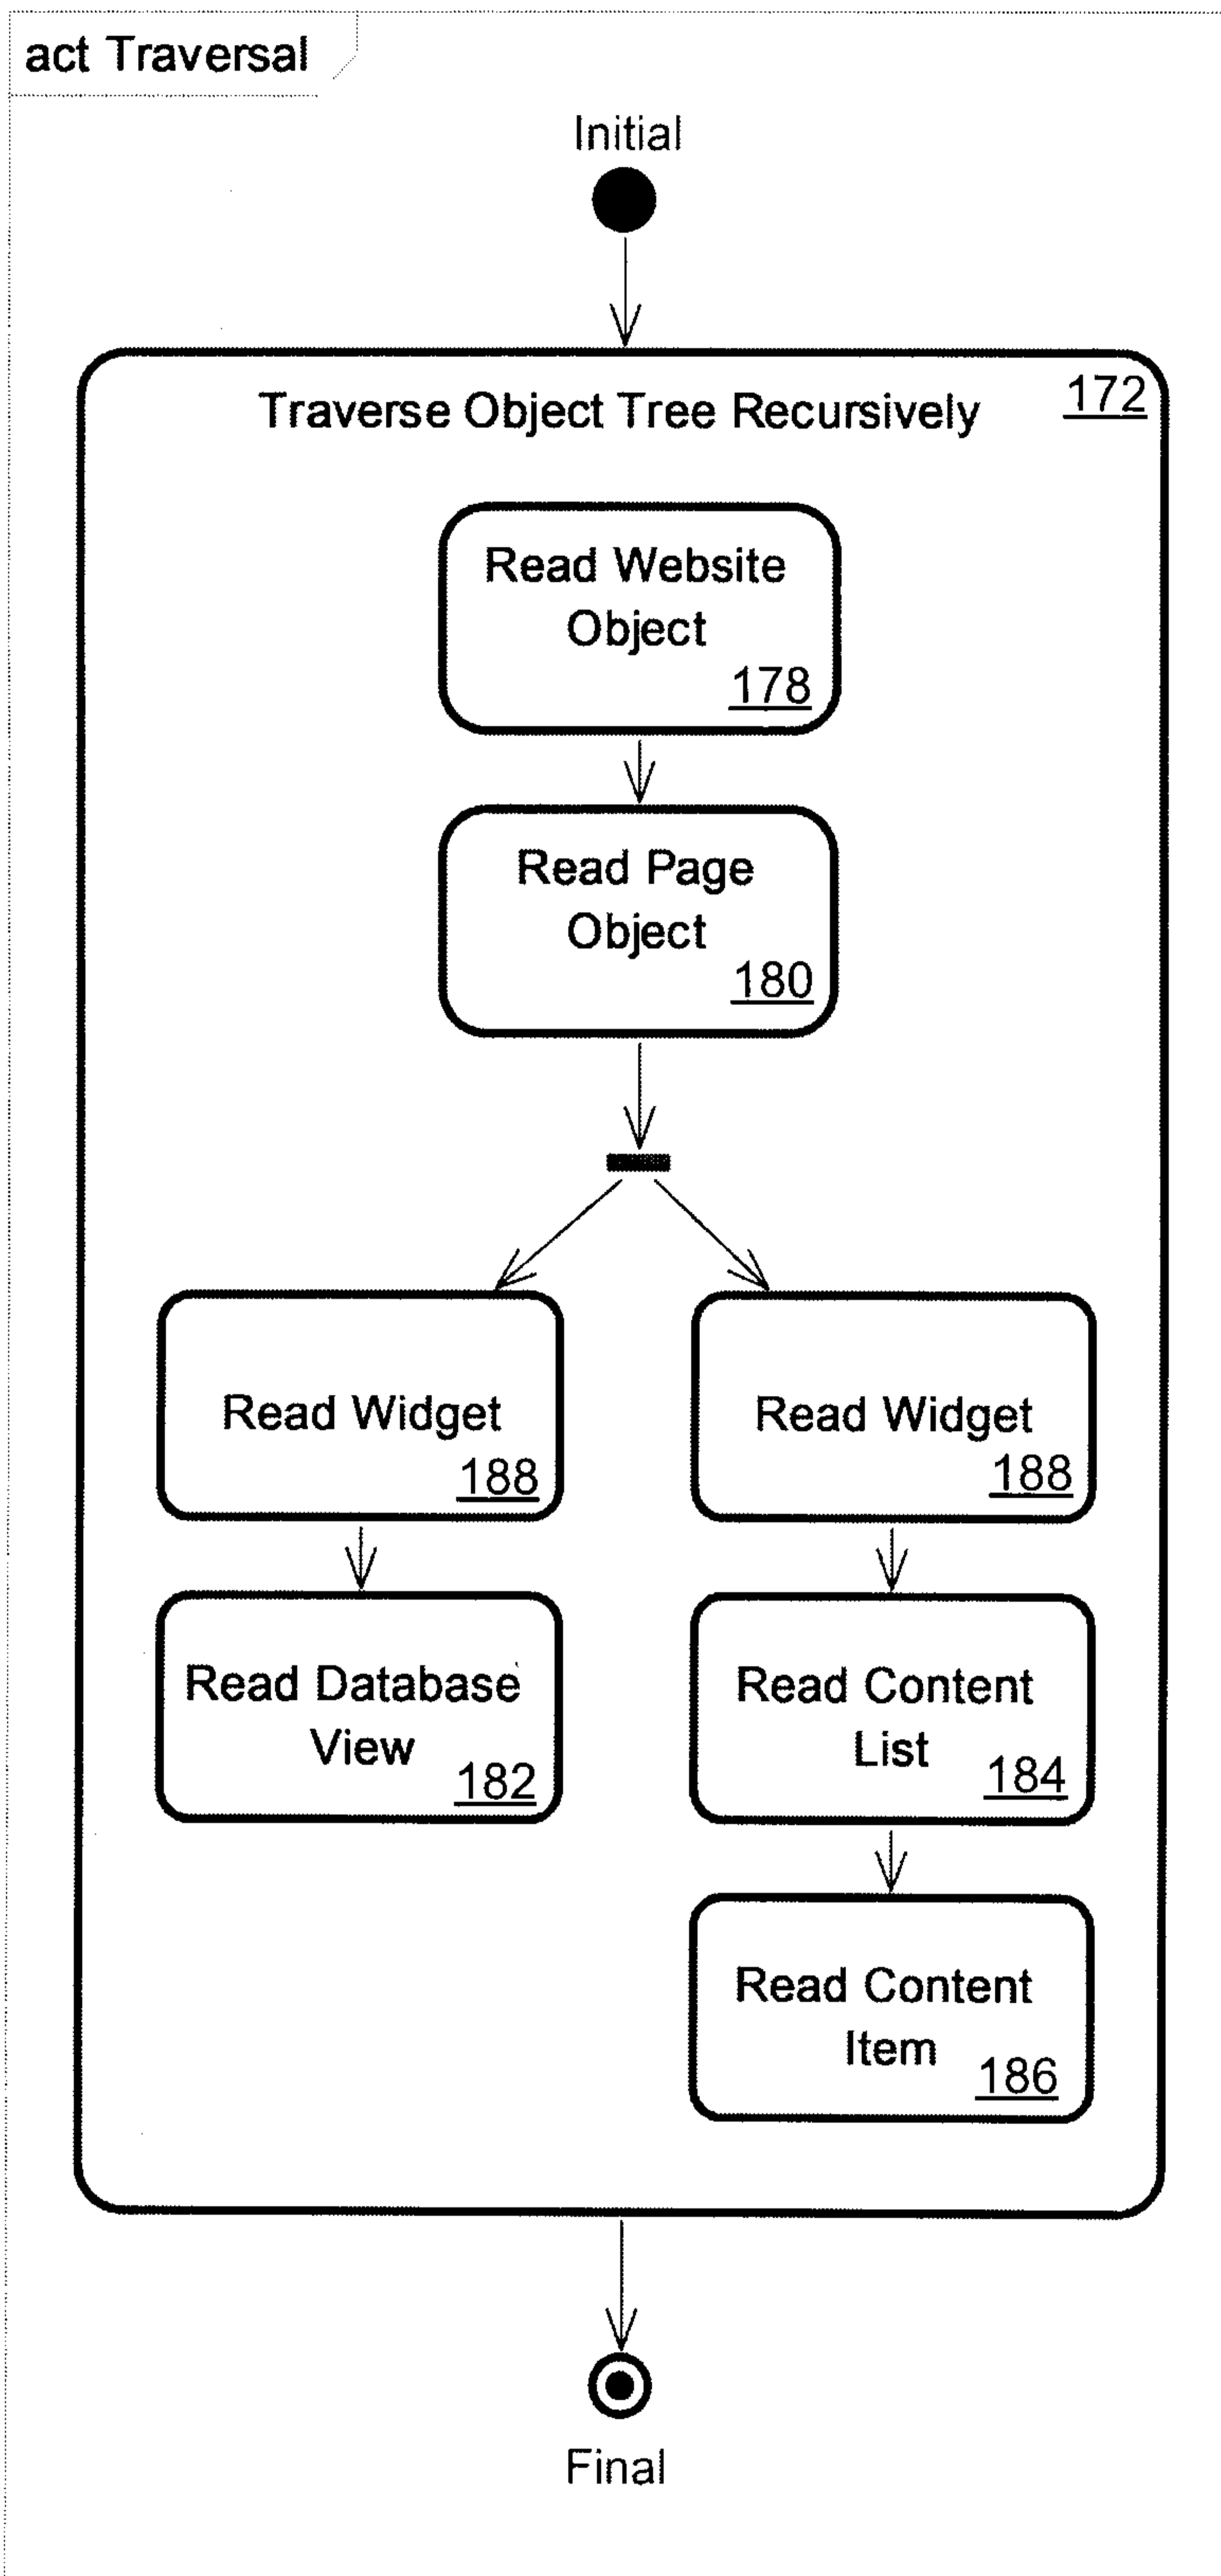 act Traversal
Initial
Traverse Object Tree Recursively
172
Read Website
Object
178
Read Page
Object
180
Read Widget
188
Read Widget
188
Read Database
View
182
Read Content
List
184
Read Content
Item
186
Final